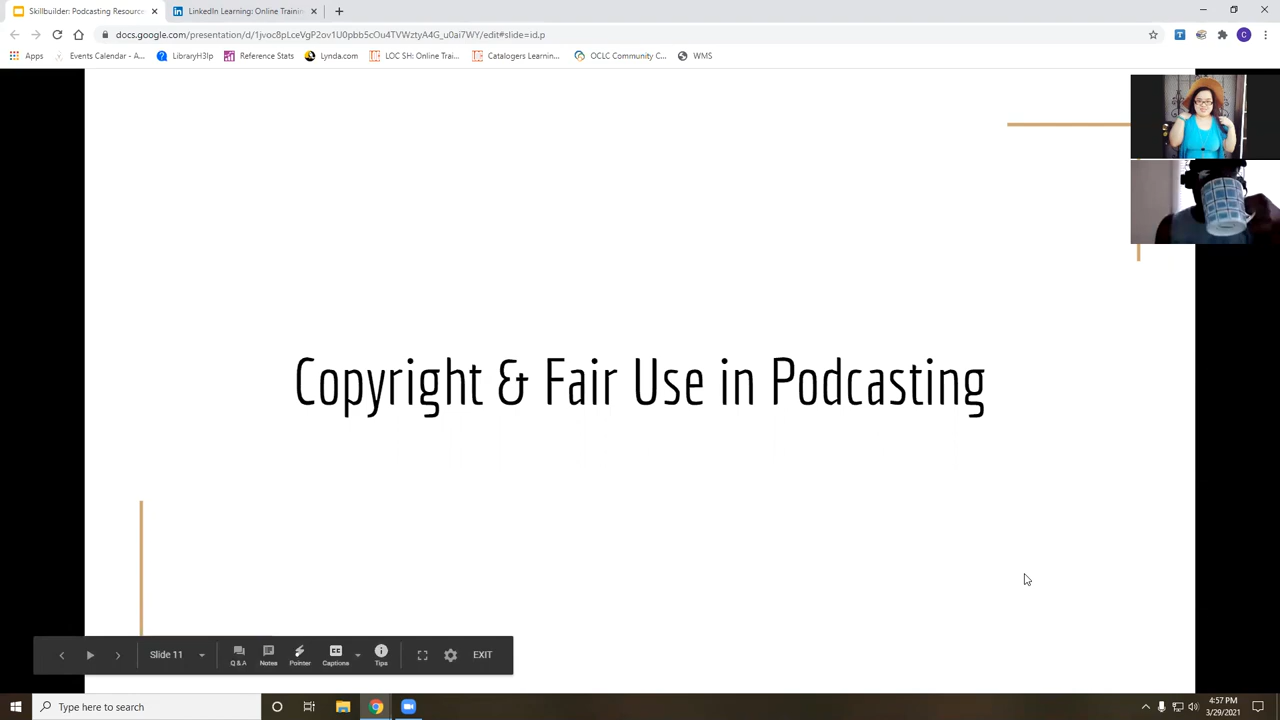 Skillbuilder: Podcasting Resource
LinkedIn Learning: Online Trainin
docs.google.com/presentation/d/1jvoc8pLceVgP2ov1U0pbb5cOu4TVWztyA4G_u0ai7WY/edit#slide=id.p
C
Apps
Events Calendar - A...
LibraryH3lp
Reference Stats
Lynda.com
LOC SH: Online Trai...
Catalogers Learnin...
OCLC Community C...
WMS
Copyright & Fair Use in Podcasting
Slide 11
Q & A
Notes
Pointer
Captions
Tips
EXIT
Type here to search
4:57 PM
3/29/2021